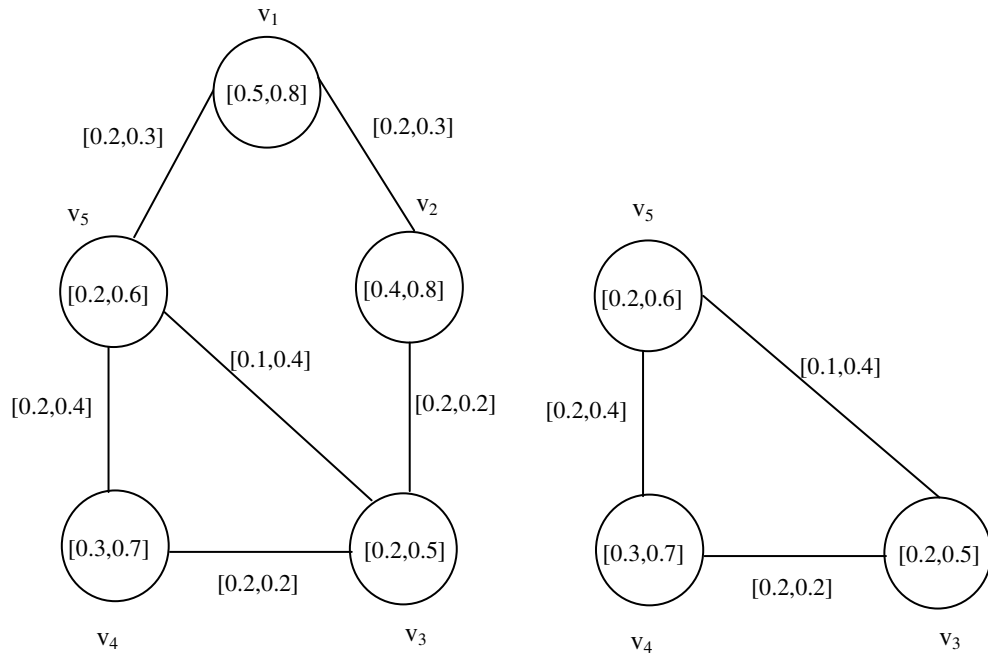 v₁
[0.5,0.8]
[0.2,0.3]
[0.2,0.3]
v₅
v₂
[0.2,0.6]
[0.4,0.8]
[0.1,0.4]
[0.2,0.4]
[0.2,0.2]
[0.3,0.7]
[0.2,0.5]
[0.2,0.2]
v₄
v₃
v₅
[0.2,0.6]
[0.1,0.4]
[0.2,0.4]
[0.3,0.7]
[0.2,0.5]
[0.2,0.2]
v₄
v₃